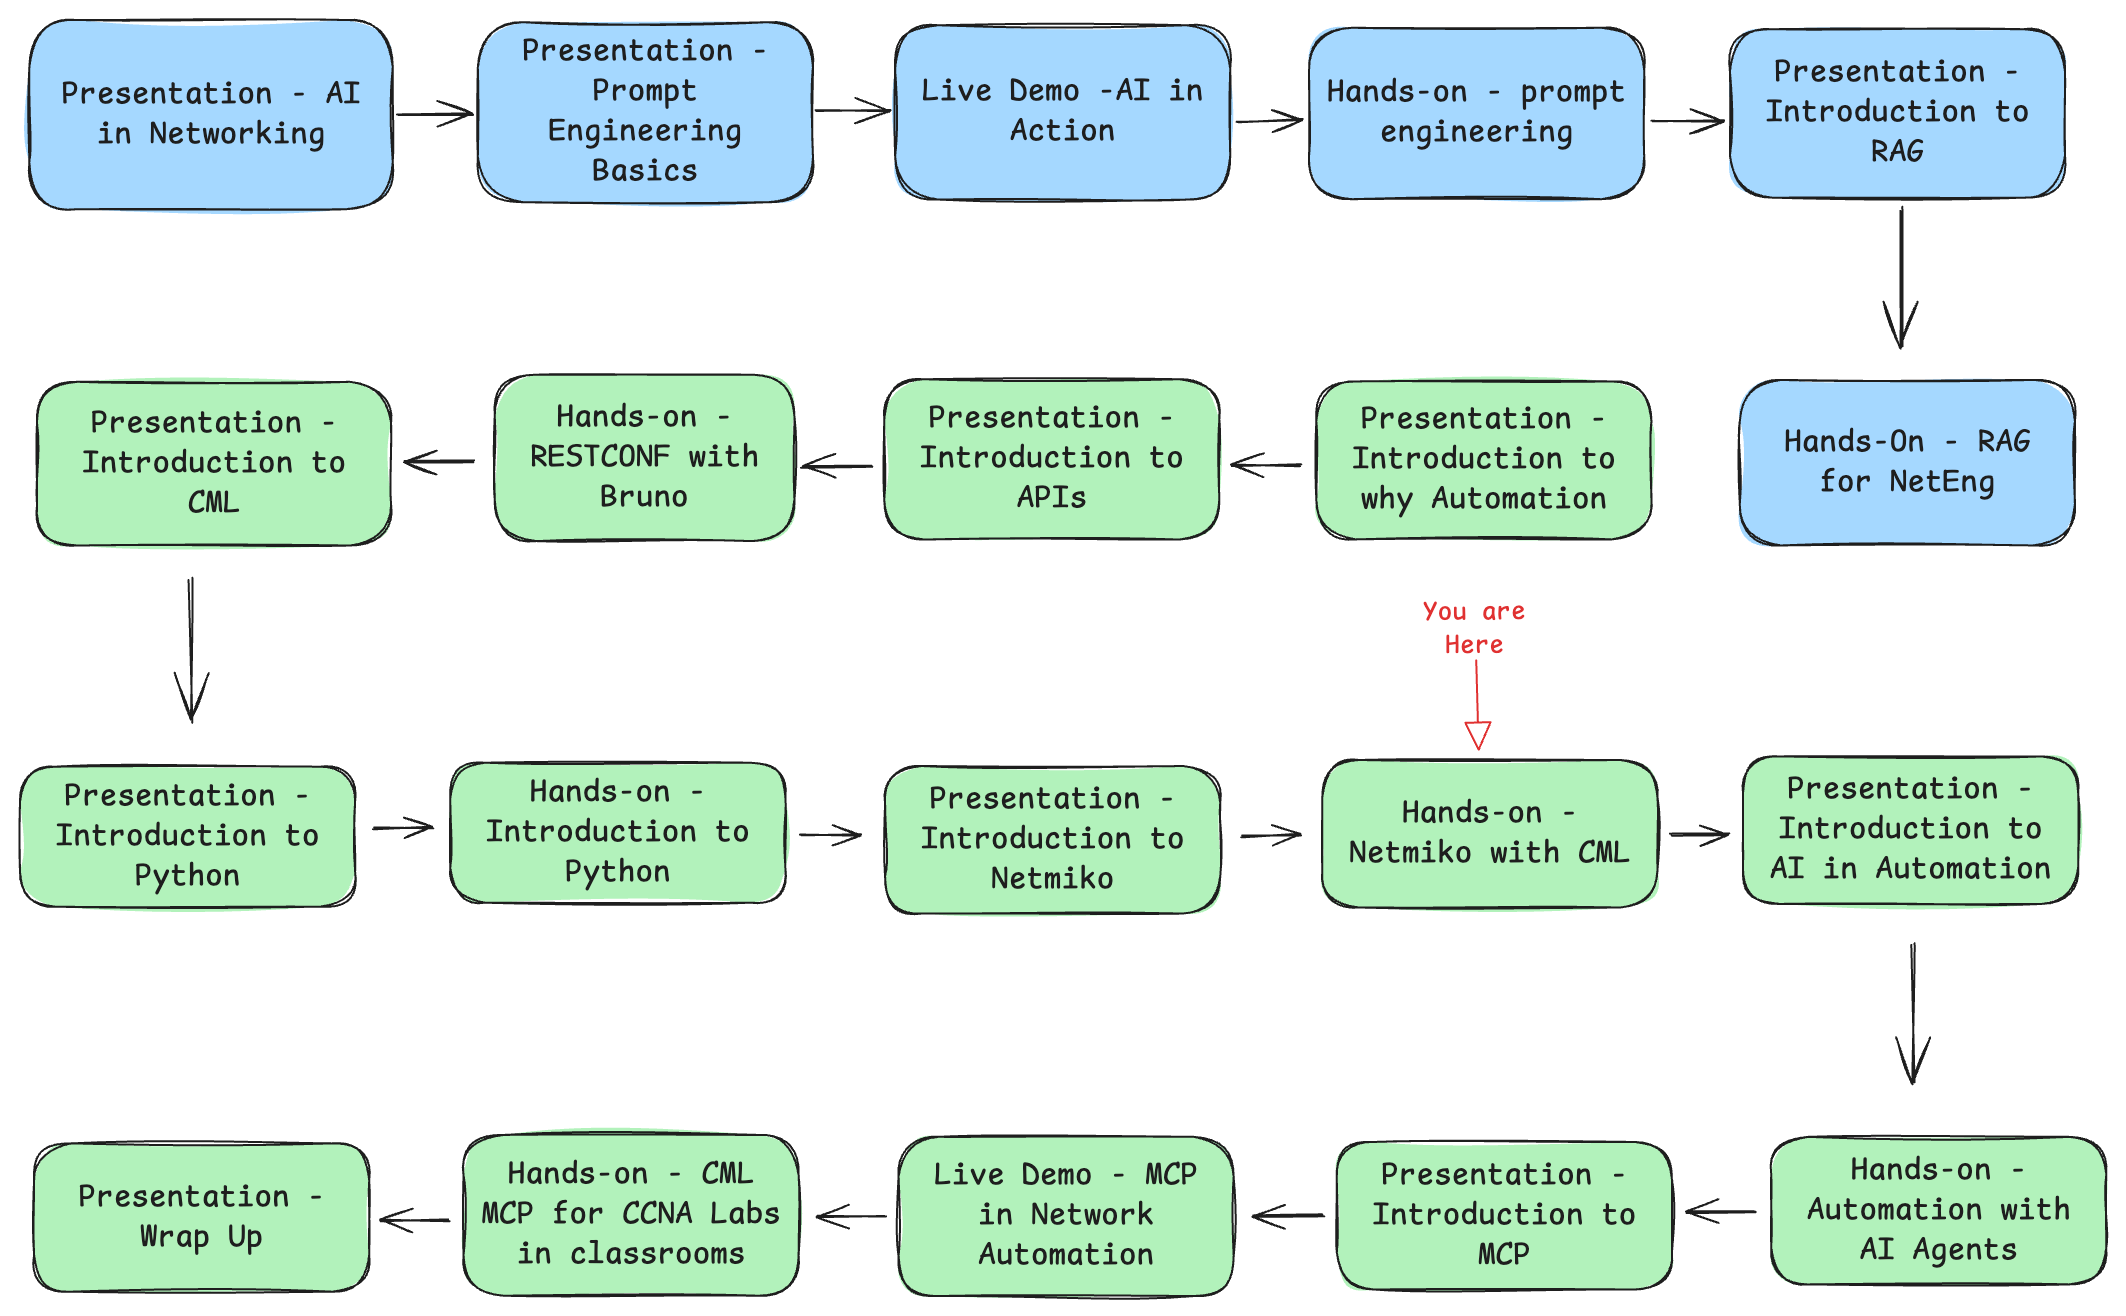 Presentation - AI
in Networking
Presentation -
Prompt
Engineering
Basics
Live Demo -AI in
Action
Hands-on - prompt
engineering
Presentation -
Introduction to
RAG
Hands-On - RAG
for NetEng
Presentation -
Introduction to
why Automation
Presentation -
Introduction to
APIs
Hands-on -
RESTCONF with
Bruno
Presentation -
Introduction to
CML
You are
Here
Presentation -
Introduction to
Python
Hands-on -
Introduction to
Python
Presentation -
Introduction to
Netmiko
Hands-on -
Netmiko with CML
Presentation -
Introduction to
AI in Automation
Hands-on -
Automation with
AI Agents
Presentation -
Introduction to
MCP
Live Demo - MCP
in Network
Automation
Hands-on - CML
MCP for CCNA Labs
in classrooms
Presentation -
Wrap Up